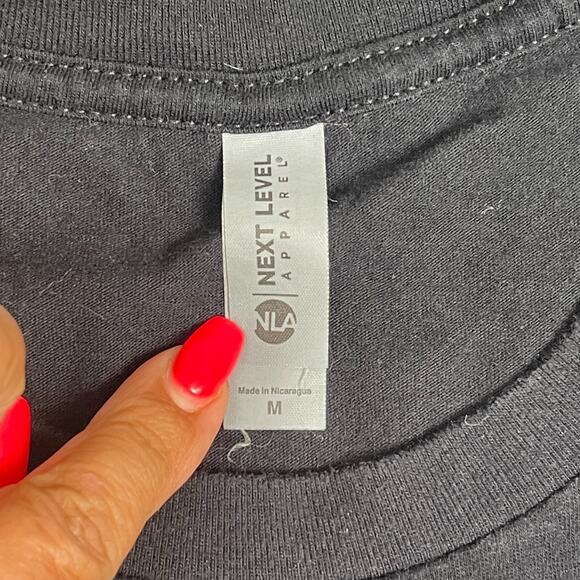 NEXT LEVEL
APPAREL®
NLA
Made in Nicaragua
M